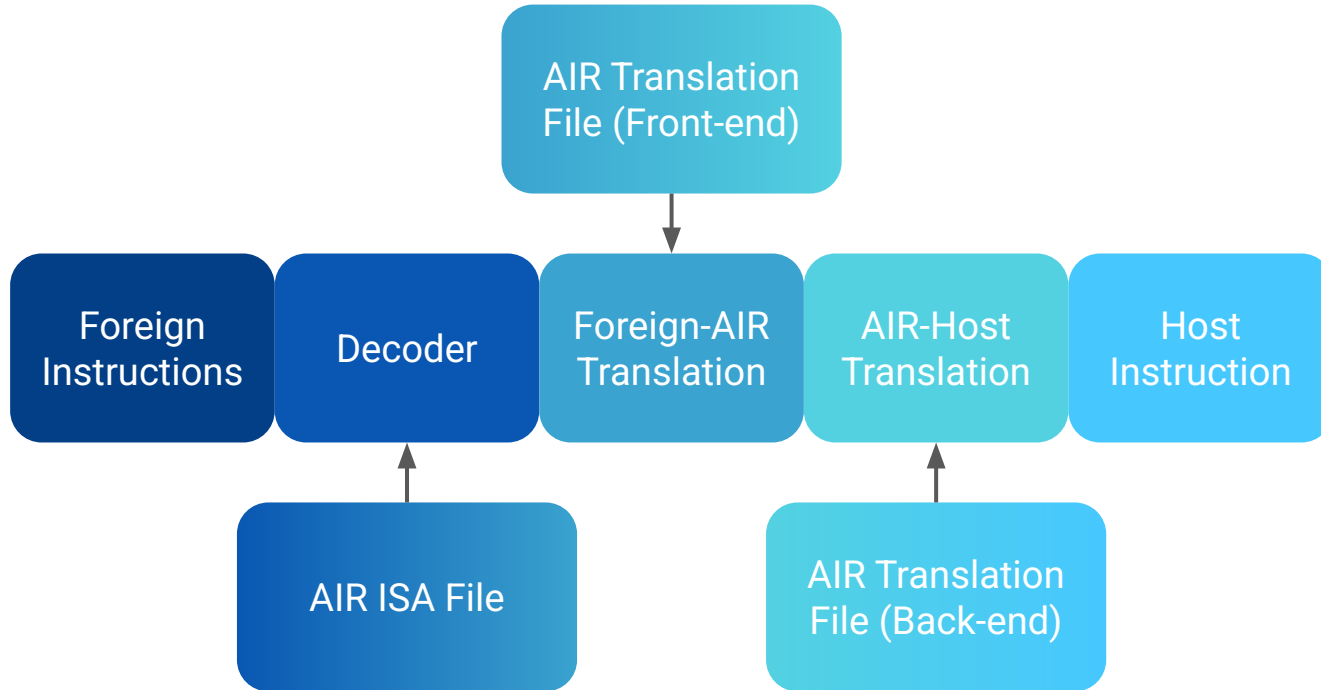 AIR Translation
File (Front-end)
Foreign
Instructions
Decoder
Foreign-AIR
Translation
AIR-Host
Translation
Host
Instruction
AIR ISA File
AIR Translation
File (Back-end)